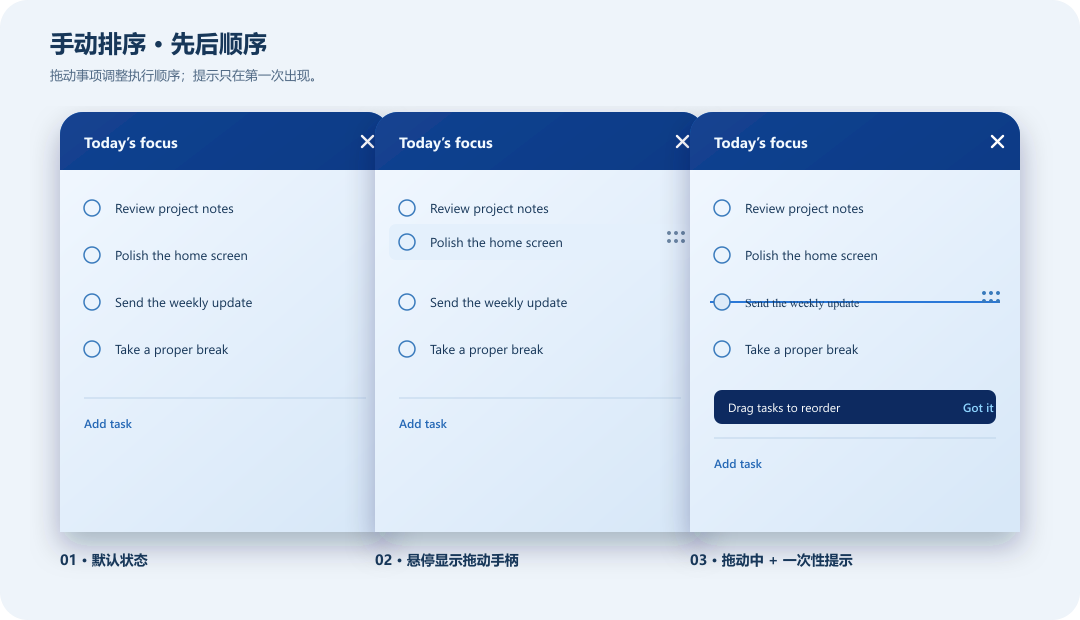 手动排序 • 先后顺序
拖动事项调整执行顺序；提示只在第一次出现。
Today’s focus
Review project notes
Polish the home screen
Send the weekly update
Take a proper break
Add task
01 • 默认状态
Today’s focus
Review project notes
Polish the home screen
Send the weekly update
Take a proper break
Add task
02 • 悬停显示拖动手柄
Today’s focus
Review project notes
Polish the home screen
Send the weekly update
Take a proper break
Drag tasks to reorder
Got it
Add task
03 • 拖动中 + 一次性提示